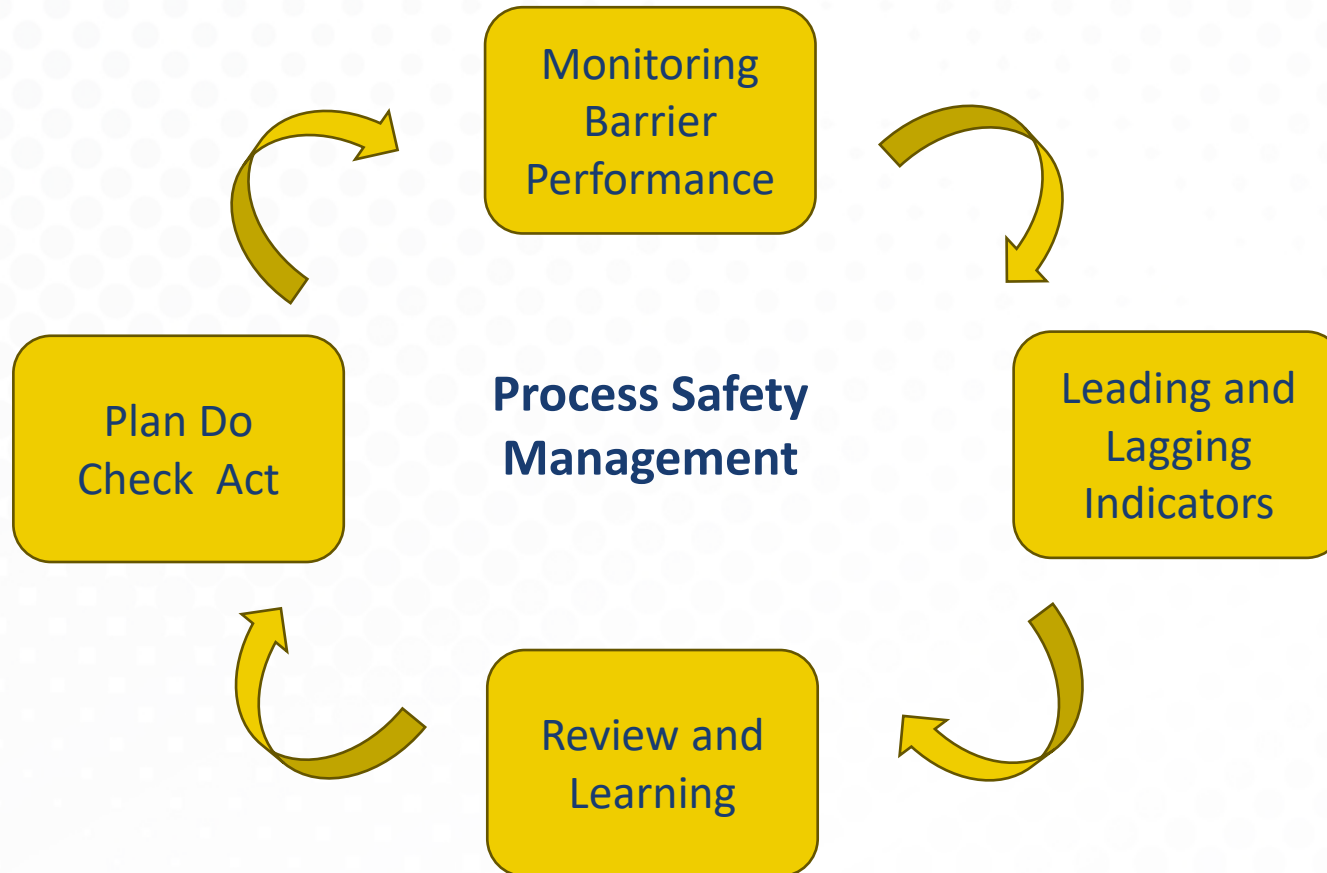 Monitoring
Barrier
Performance
Process Safety
Management
Leading and
Lagging
Indicators
Plan Do
Check  Act
Review and
Learning